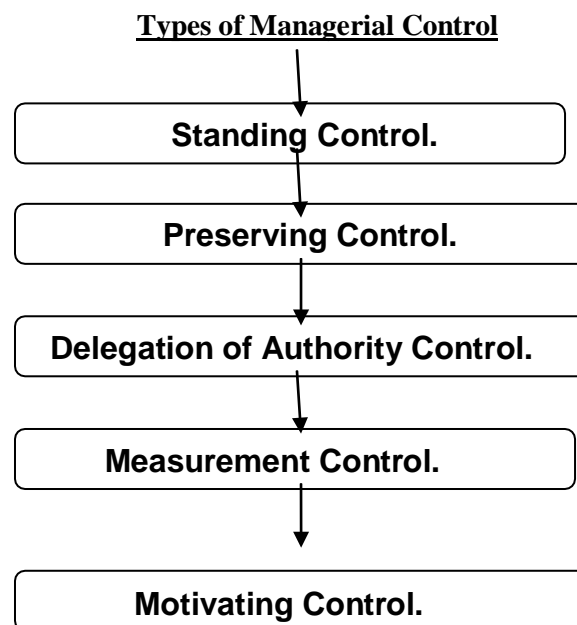 Types of Managerial Control
Standing Control.
Preserving Control.
Delegation of Authority Control.
Measurement Control.
Motivating Control.